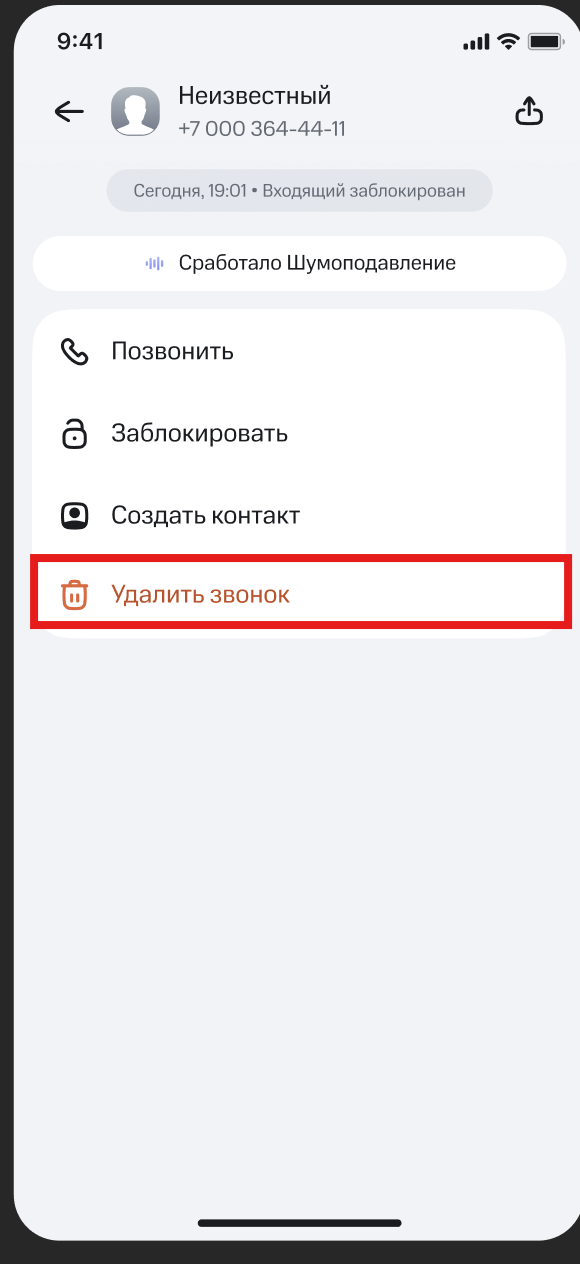 9:41
Неизвестный
+7 000 364-44-11
Сегодня, 19:01 • Входящий заблокирован
Сработало Шумоподавление
Позвонить
Заблокировать
Создать контакт
Удалить звонок